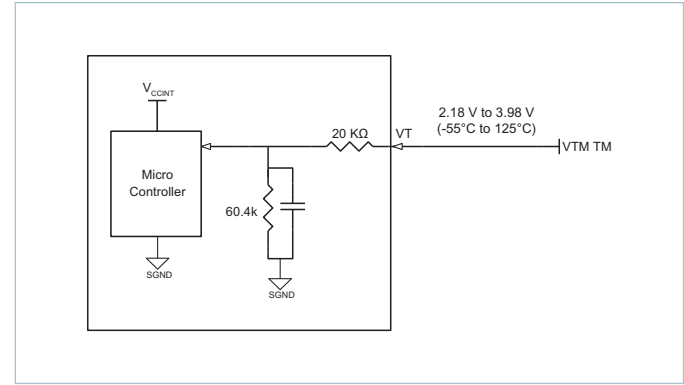 V_CCINT
2.18 V to 3.98 V
(-55°C to 125°C)
20 KΩ
VT
VTM TM
Micro
Controller
60.4k
SGND
SGND